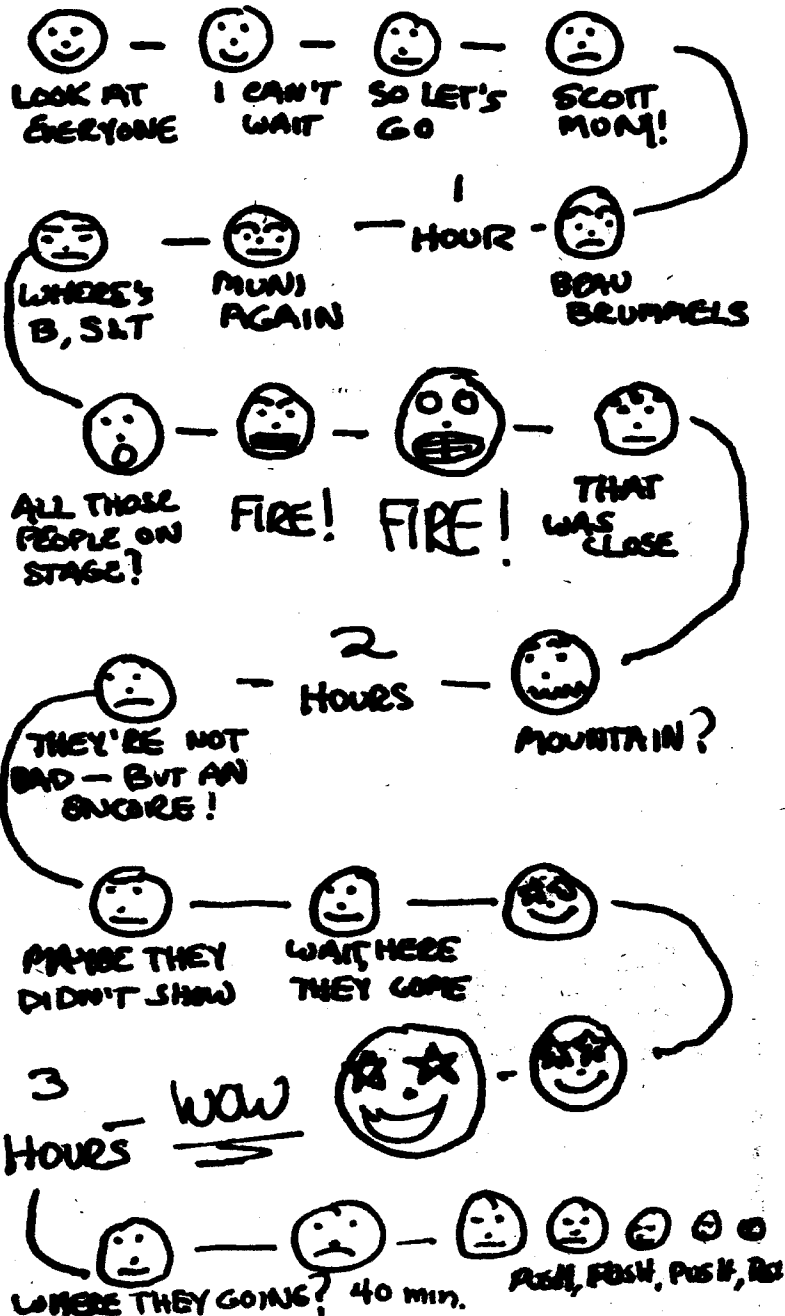 LOOK AT
EVERYONE
I CAN'T
WAIT
SO LET'S
GO
SCOTT
MUNI!
BEAU
BRUMMELS
1
HOUR
MUNI
AGAIN
WHERE'S
B, S&T
ALL THOSE
PEOPLE ON
STAGE?
FIRE!
FIRE!
THAT
WAS
CLOSE
MOUNTAIN?
2
HOURS
THEY'RE NOT
BAD — BUT AN
ENCORE!
MAYBE THEY
DIDN'T SHOW
WAIT, HERE
THEY COME
WOW
3
HOURS
WHERE THEY GOING? 40 min.
PUSH, PUSH, PUSH,